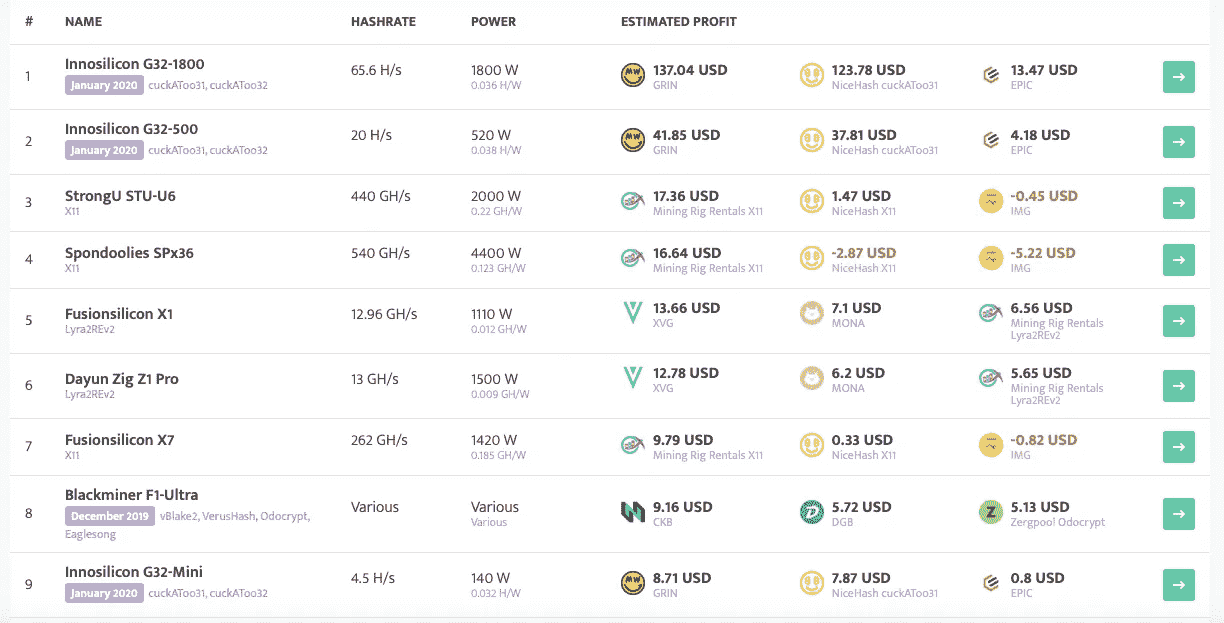 # NAME HASHRATE POWER ESTIMATED PROFIT
1 Innosilicon G32-1800 65.6 H/s 1800 W 137.04 USD 123.78 USD 13.47 USD
January 2020 cuckAToo31, cuckAToo32 0.036 H/W GRIN NiceHash cuckAToo31 EPIC
2 Innosilicon G32-500 20 H/s 520 W 41.85 USD 37.81 USD 4.18 USD
January 2020 cuckAToo31, cuckAToo32 0.038 H/W GRIN NiceHash cuckAToo31 EPIC
3 StrongU STU-U6 440 GH/s 2000 W 17.36 USD 1.47 USD -0.45 USD
X11 0.22 GH/W Mining Rig Rentals X11 NiceHash X11 IMG
4 Spondoolies SPx36 540 GH/s 4400 W 16.64 USD -2.87 USD -5.22 USD
X11 0.123 GH/W Mining Rig Rentals X11 NiceHash X11 IMG
5 Fusionsilicon X1 12.96 GH/s 1110 W 13.66 USD 7.1 USD 6.56 USD
Lyra2REv2 0.012 GH/W XVG MONA Mining Rig Rentals
Lyra2REv2
6 Dayun Zig Z1 Pro 13 GH/s 1500 W 12.78 USD 6.2 USD 5.65 USD
Lyra2REv2 0.009 GH/W XVG MONA Mining Rig Rentals
Lyra2REv2
7 Fusionsilicon X7 262 GH/s 1420 W 9.79 USD 0.33 USD -0.82 USD
X11 0.185 GH/W Mining Rig Rentals X11 NiceHash X11 IMG
8 Blackminer F1-Ultra Various Various 9.16 USD 5.72 USD 5.13 USD
December 2019 vBlake2, VerusHash, Odocrypt, Various CKB DGB Zergpool Odocrypt
Eaglesong
9 Innosilicon G32-Mini 4.5 H/s 140 W 8.71 USD 7.87 USD 0.8 USD
January 2020 cuckAToo31, cuckAToo32 0.032 H/W GRIN NiceHash cuckAToo31 EPIC